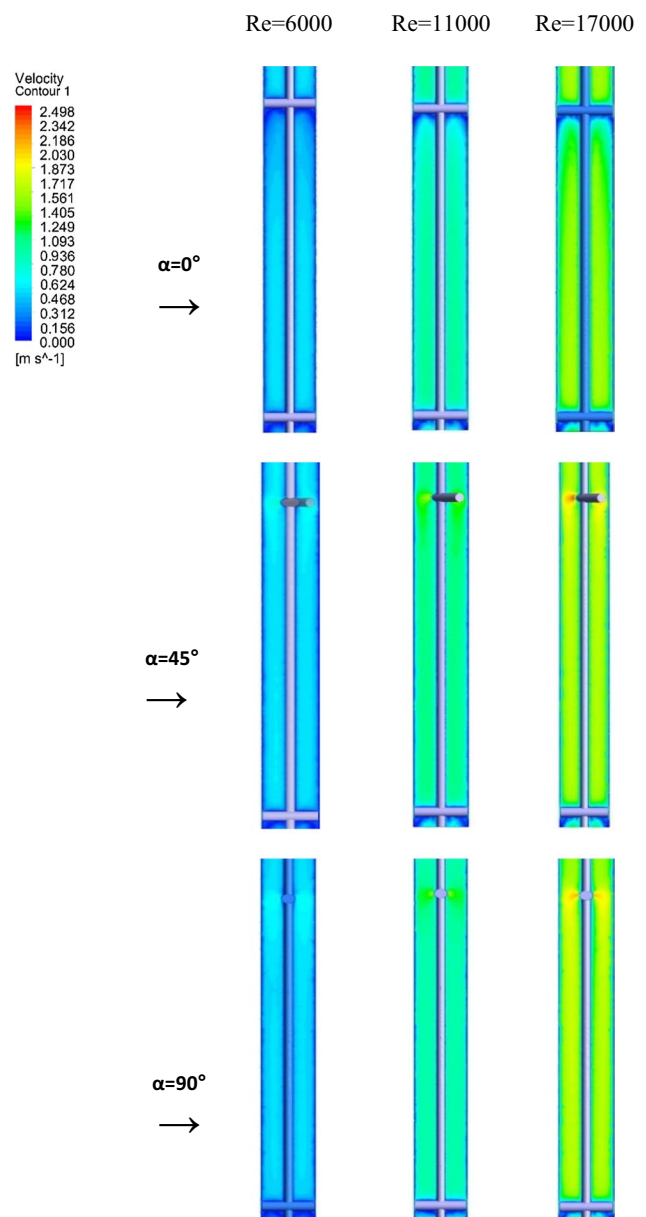 Re=6000 Re=11000 Re=17000
Velocity
Contour 1
2.498
2.342
2.186
2.030
1.873
1.717
1.561
1.405
1.249
1.093
0.936
0.780
0.624
0.468
0.312
0.156
0.000
[m s^-1]
α=0°
α=45°
α=90°